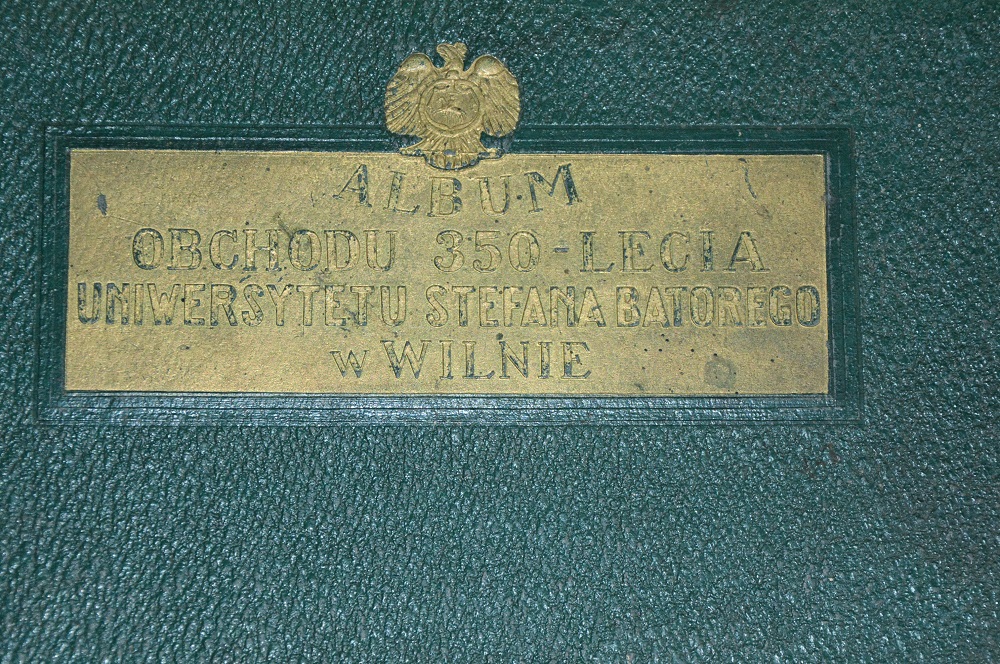 ALBUM
OBCHODU 350-LECIA
UNIWERSYTETU STEFANA BATOREGO
W WILNIE